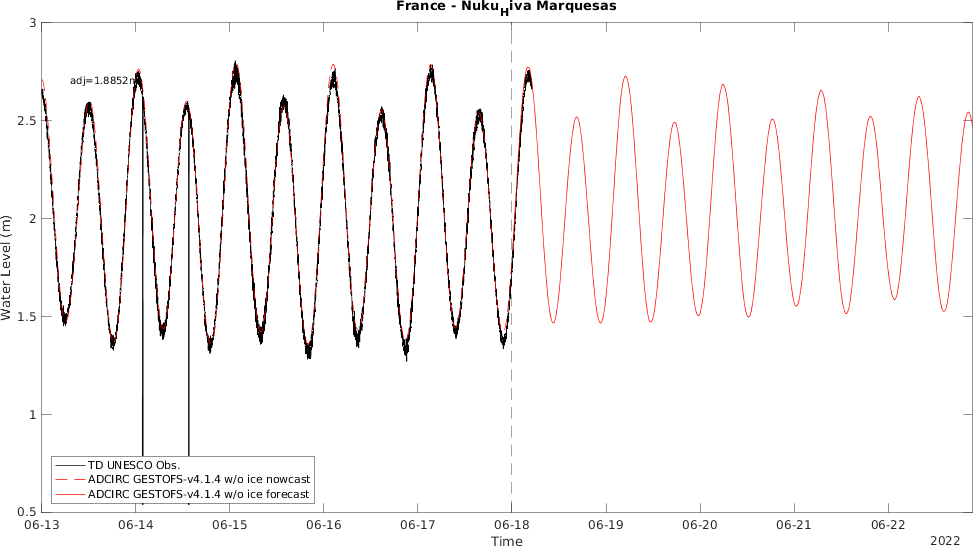 France - Nuku_Hiva Marquesas
3
adj=1.8852m
2.5
2
1.5
1
0.5
Water Level (m)
TD UNESCO Obs.
ADCIRC GESTOFS-v4.1.4 w/o ice nowcast
ADCIRC GESTOFS-v4.1.4 w/o ice forecast
06-13 06-14 06-15 06-16 06-17 06-18 06-19 06-20 06-21 06-22
Time
2022